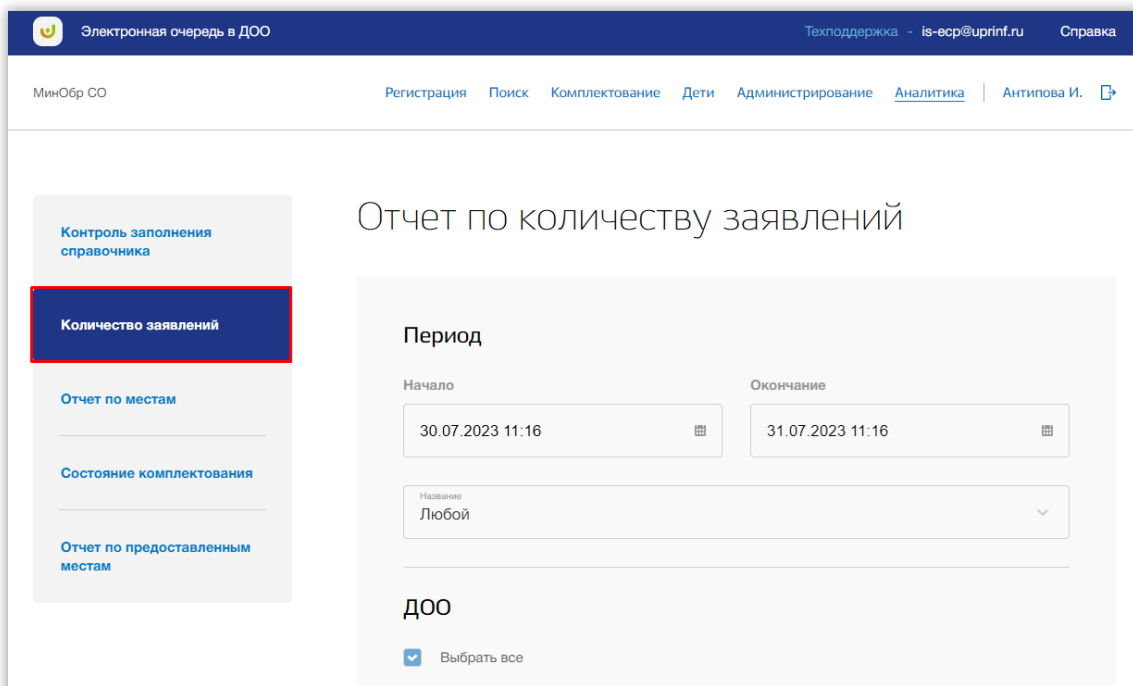 Электронная очередь в ДОО
Техподдержка - is-ecp@uprinf.ru Справка
МинОбр СО
Регистрация Поиск Комплектование Дети Администрирование Аналитика Антипова И.
Контроль заполнения
справочника
Количество заявлений
Отчет по местам
Состояние комплектования
Отчет по предоставленным
местам
Отчет по количеству заявлений
Период
Начало Окончание
30.07.2023 11:16 31.07.2023 11:16
Название
Любой
ДОО
Выбрать все